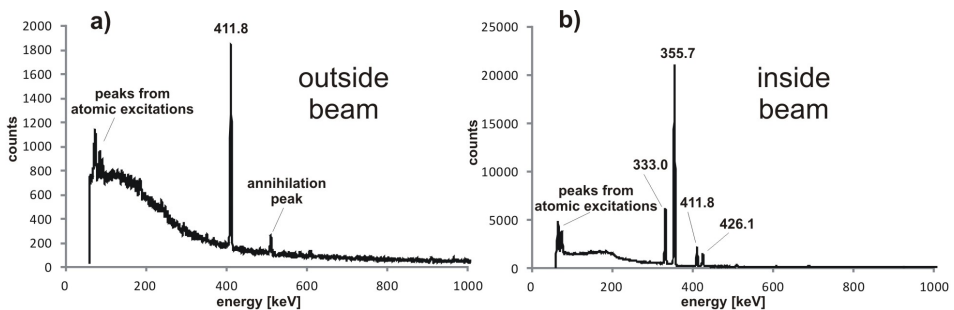 a)
2000
1800
1600
1400
1200
1000
800
600
400
200
0
counts
411.8
outside
beam
peaks from
atomic excitations
annihilation
peak
0 200 400 600 800 1000
energy [keV]
b)
25000
20000
15000
10000
5000
0
counts
355.7
inside
beam
333.0
peaks from
atomic excitations
411.8
426.1
0 200 400 600 800 1000
energy [keV]